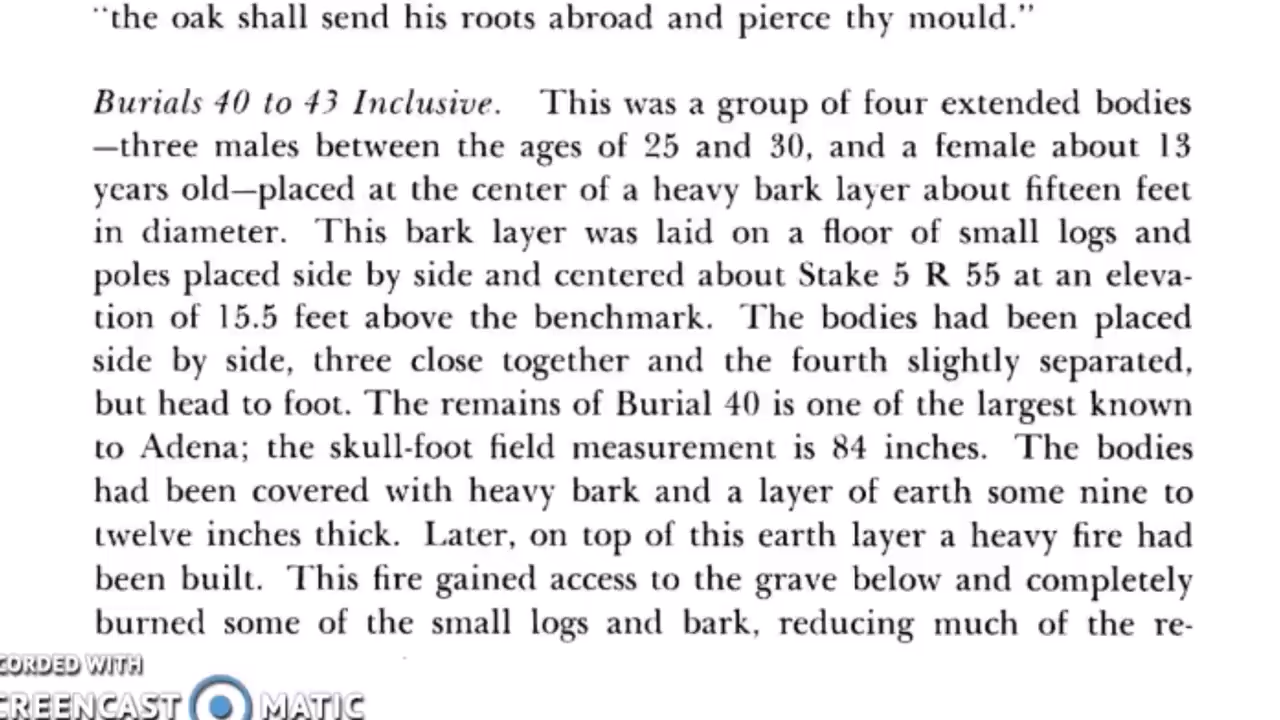 “the oak shall send his roots abroad and pierce thy mould.”
Burials 40 to 43 Inclusive. This was a group of four extended bodies
—three males between the ages of 25 and 30, and a female about 13
years old—placed at the center of a heavy bark layer about fifteen feet
in diameter. This bark layer was laid on a floor of small logs and
poles placed side by side and centered about Stake 5 R 55 at an eleva-
tion of 15.5 feet above the benchmark. The bodies had been placed
side by side, three close together and the fourth slightly separated,
but head to foot. The remains of Burial 40 is one of the largest known
to Adena; the skull-foot field measurement is 84 inches. The bodies
had been covered with heavy bark and a layer of earth some nine to
twelve inches thick. Later, on top of this earth layer a heavy fire had
been built. This fire gained access to the grave below and completely
burned some of the small logs and bark, reducing much of the re-
CORDED WITH
CREENCAST MATIC